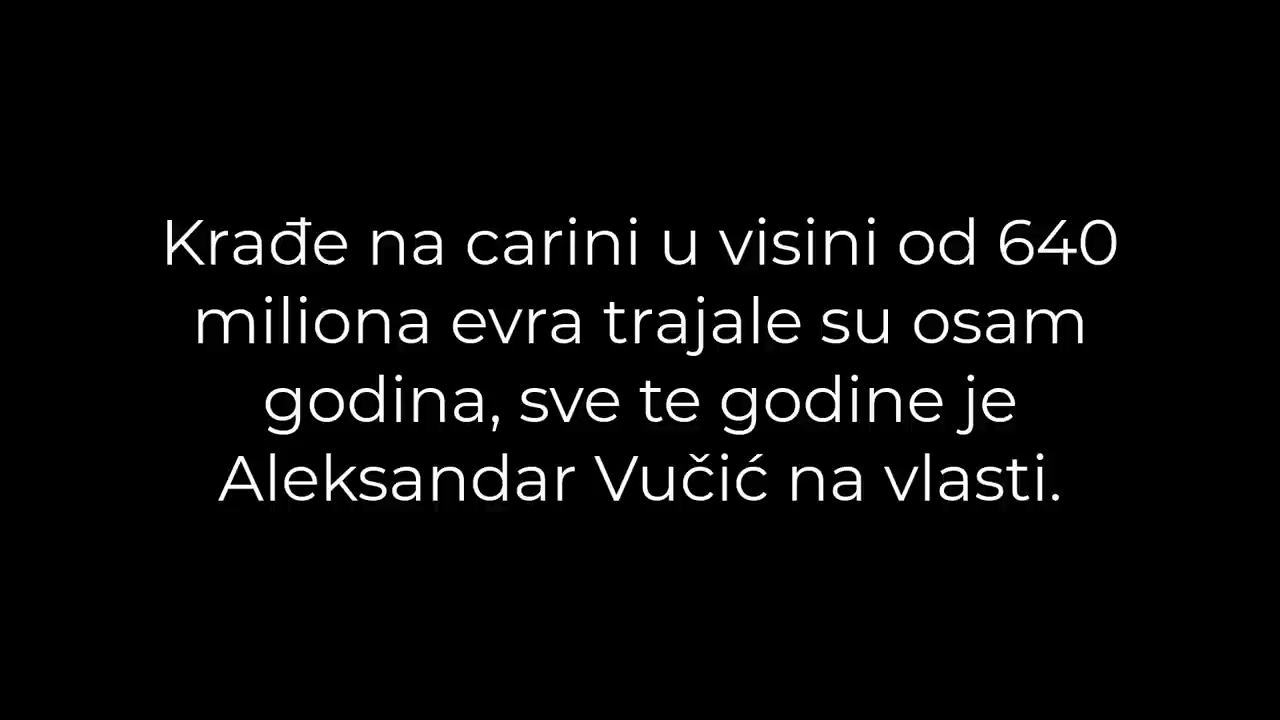 Krađe na carini u visini od 640
miliona evra trajale su osam
godina, sve te godine je
Aleksandar Vučić na vlasti.